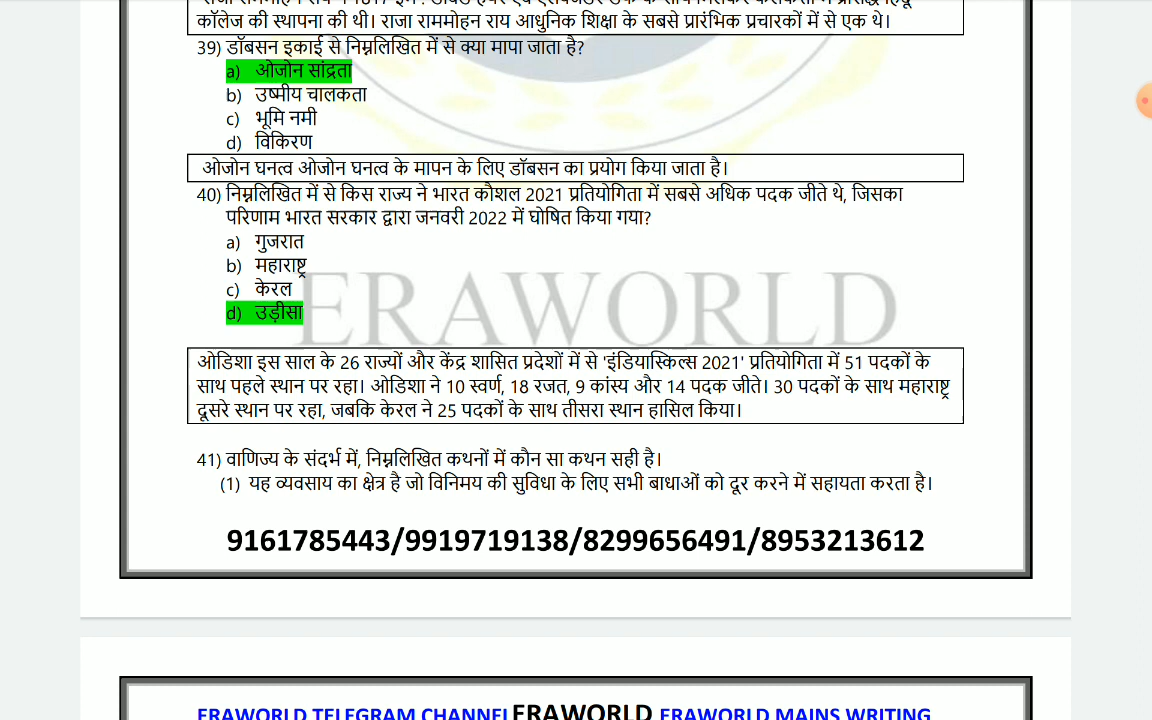 कॉलेज की स्थापना की थी। राजा राममोहन राय आधुनिक शिक्षा के सबसे प्रारंभिक प्रचारकों में से एक थे।
39) डॉबसन इकाई से निम्नलिखित में से क्या मापा जाता है?
a) ओजोन सांद्रता
b) उष्मीय चालकता
c) भूमि नमी
d) विकिरण
ओजोन घनत्व ओजोन घनत्व के मापन के लिए डॉबसन का प्रयोग किया जाता है।
40) निम्नलिखित में से किस राज्य ने भारत कौशल 2021 प्रतियोगिता में सबसे अधिक पदक जीते थे, जिसका
परिणाम भारत सरकार द्वारा जनवरी 2022 में घोषित किया गया?
a) गुजरात
b) महाराष्ट्र
c) केरल
d) उड़ीसा
ERAWORLD
ओडिशा इस साल के 26 राज्यों और केंद्र शासित प्रदेशों में से 'इंडियास्किल्स 2021' प्रतियोगिता में 51 पदकों के
साथ पहले स्थान पर रहा। ओडिशा ने 10 स्वर्ण, 18 रजत, 9 कांस्य और 14 पदक जीते। 30 पदकों के साथ महाराष्ट्र
दूसरे स्थान पर रहा, जबकि केरल ने 25 पदकों के साथ तीसरा स्थान हासिल किया।
41) वाणिज्य के संदर्भ में, निम्नलिखित कथनों में कौन सा कथन सही है।
(1) यह व्यवसाय का क्षेत्र है जो विनिमय की सुविधा के लिए सभी बाधाओं को दूर करने में सहायता करता है।
9161785443/9919719138/8299656491/8953213612
ERAWORLD TELEGRAM CHANNEL ERAWORLD ERAWORLD MAINS WRITING